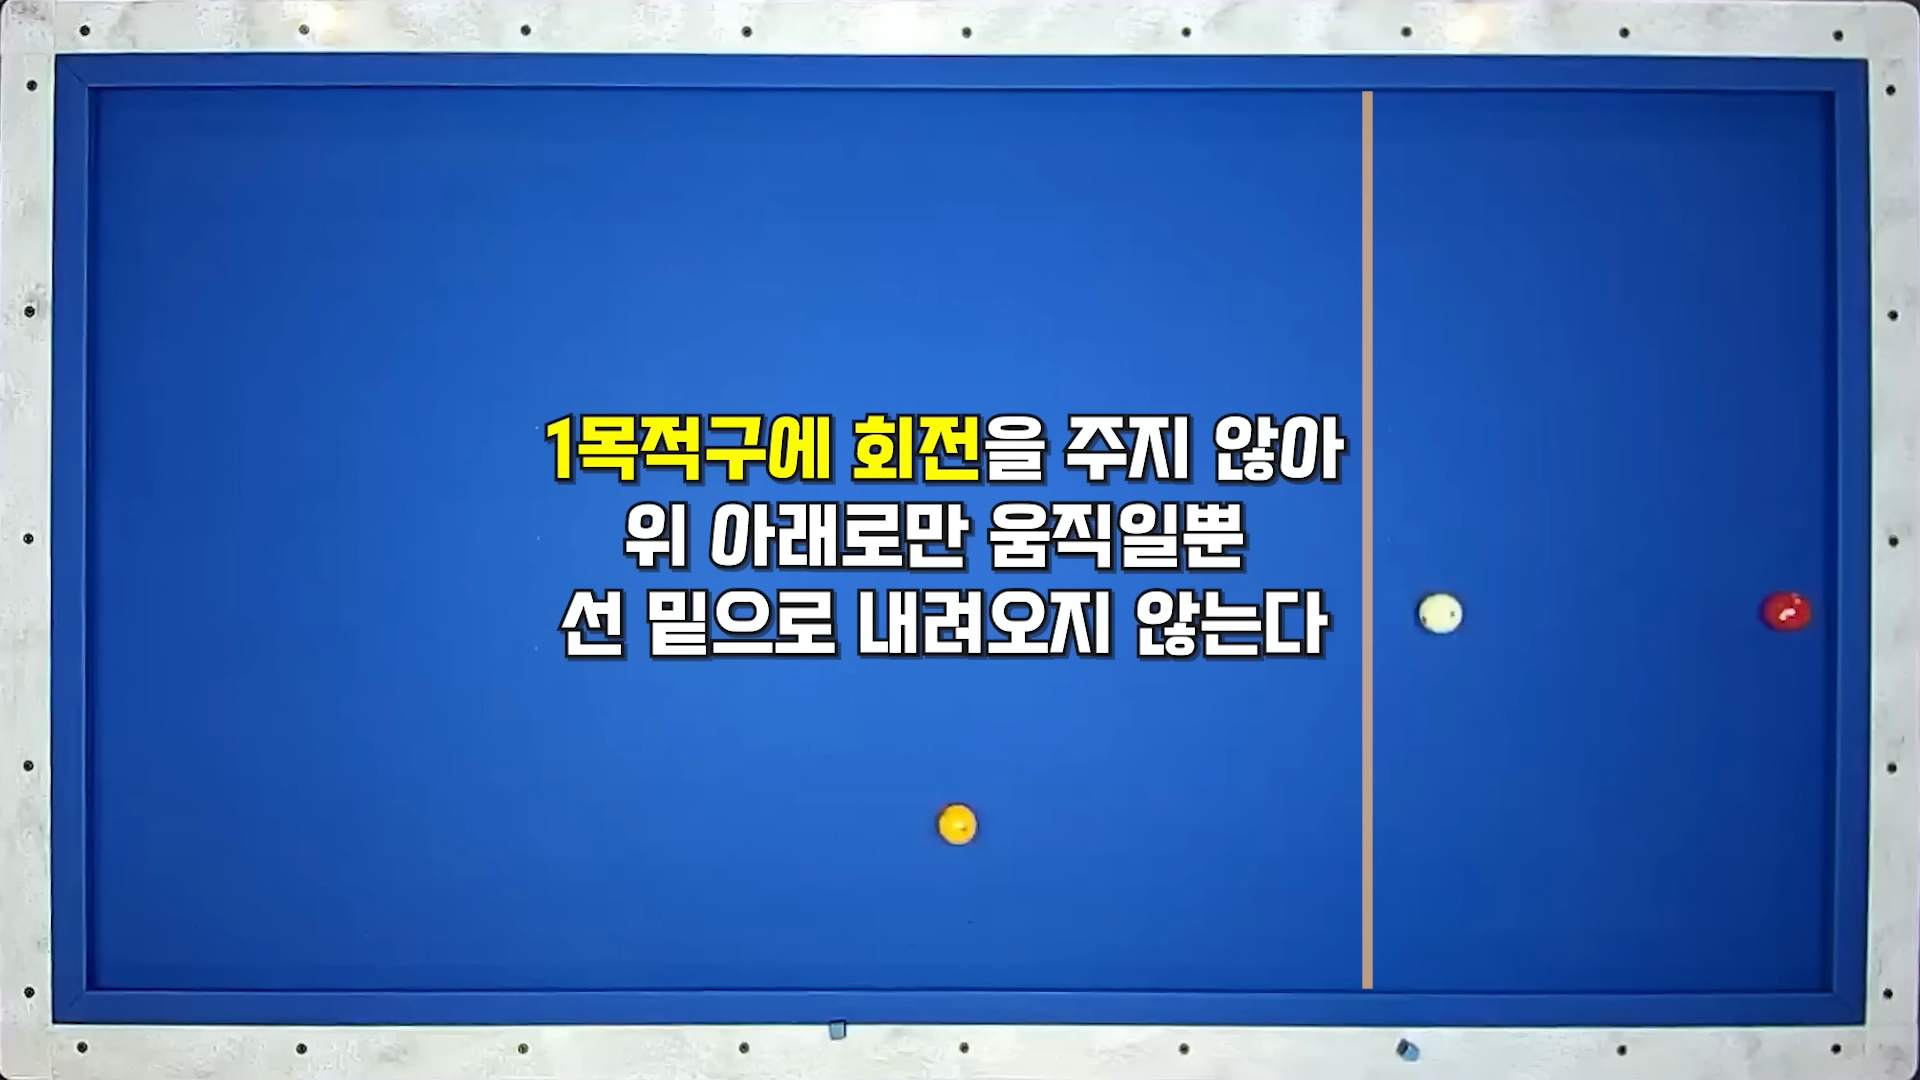 1목적구에 회전을 주지 않아
위 아래로만 움직일뿐
선 밑으로 내려오지 않는다